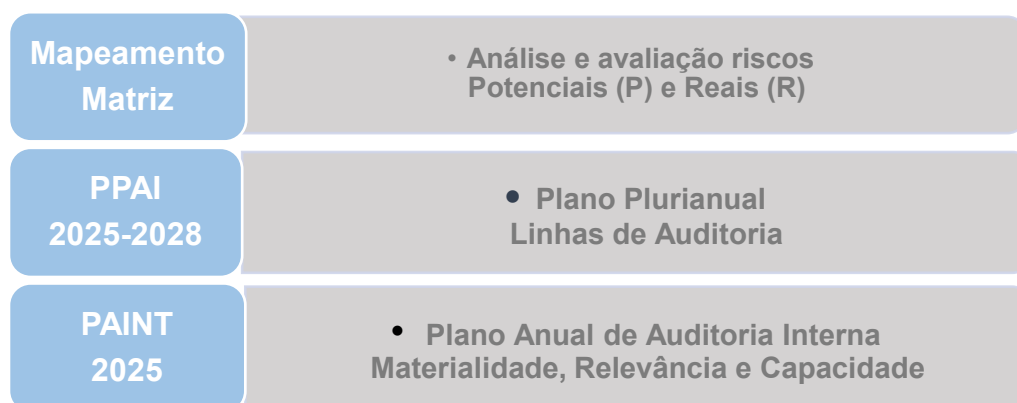 Mapeamento
Matriz
• Análise e avaliação riscos
Potenciais (P) e Reais (R)
PPAI
2025-2028
• Plano Plurianual
Linhas de Auditoria
PAINT
2025
• Plano Anual de Auditoria Interna
Materialidade, Relevância e Capacidade